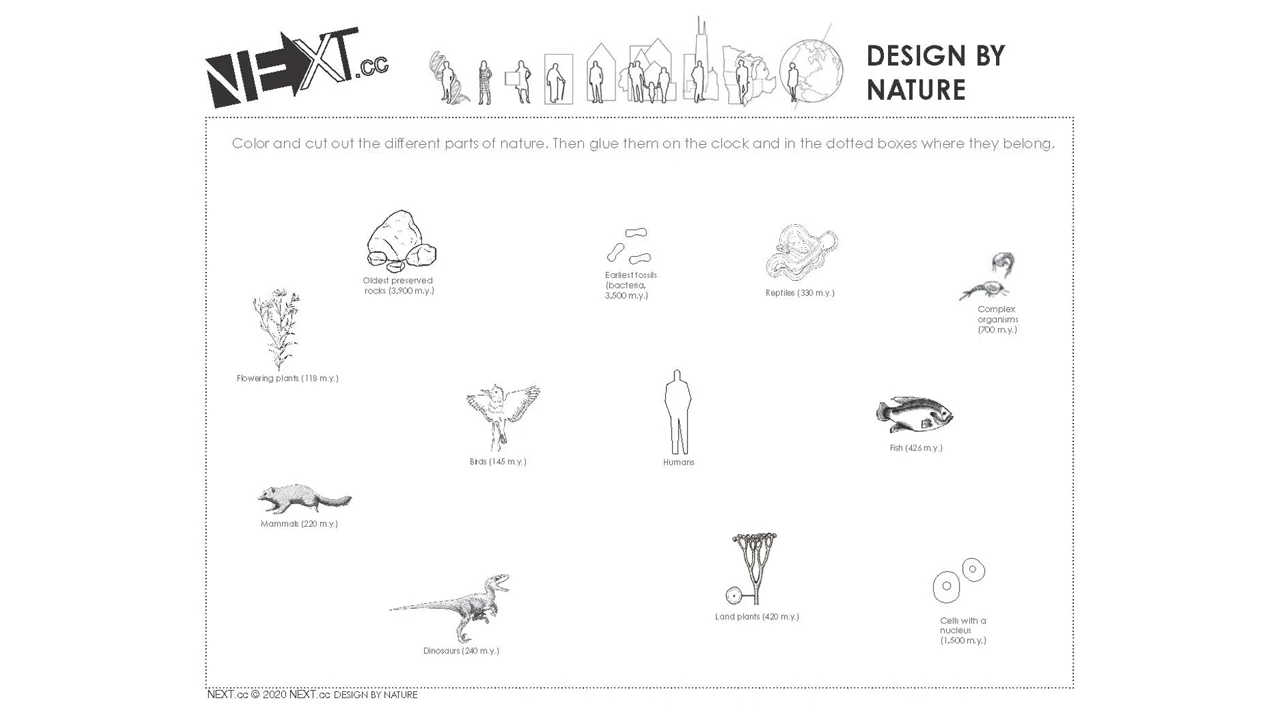 NEXT.cc
DESIGN BY
NATURE
Color and cut out the different parts of nature. Then glue them on the clock and in the dotted boxes where they belong.
Oldest preserved
rocks (3,900 m.y.)
Earliest fossils
(bacteria,
3,500 m.y.)
Reptiles (330 m.y.)
Complex
organisms
(700 m.y.)
Flowering plants (118 m.y.)
Birds (145 m.y.)
Humans
Fish (426 m.y.)
Mammals (220 m.y.)
Dinosaurs (240 m.y.)
Land plants (420 m.y.)
Cells with a
nucleus
(1,500 m.y.)
NEXT.cc © 2020 NEXT.cc DESIGN BY NATURE